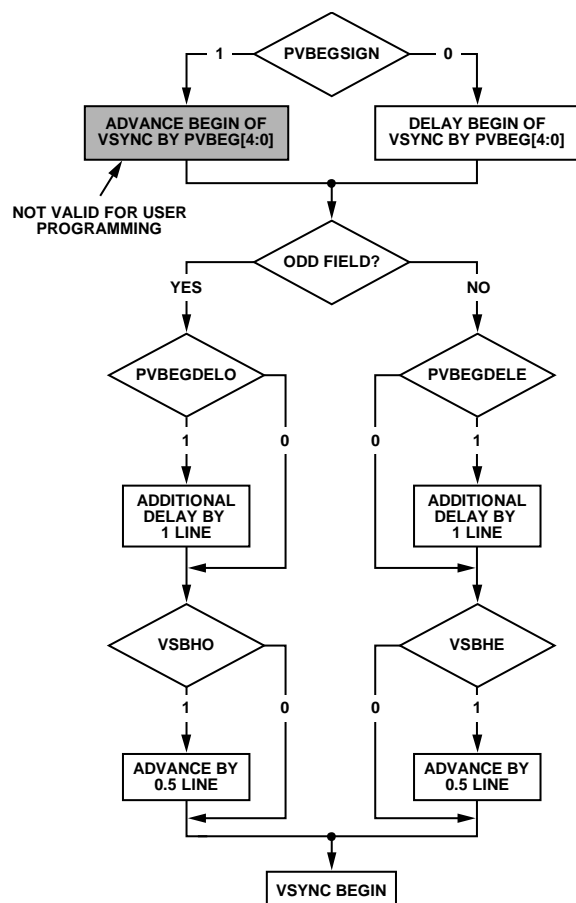 PVBEGSIGN
1
0
ADVANCE BEGIN OF
VSYNC BY PVBEG[4:0]
DELAY BEGIN OF
VSYNC BY PVBEG[4:0]
NOT VALID FOR USER
PROGRAMMING
ODD FIELD?
YES
NO
PVBEGDELO
PVBEGDELE
1
0
0
1
ADDITIONAL
DELAY BY
1 LINE
ADDITIONAL
DELAY BY
1 LINE
VSBHO
VSBHE
1
0
0
1
ADVANCE BY
0.5 LINE
ADVANCE BY
0.5 LINE
VSYNC BEGIN